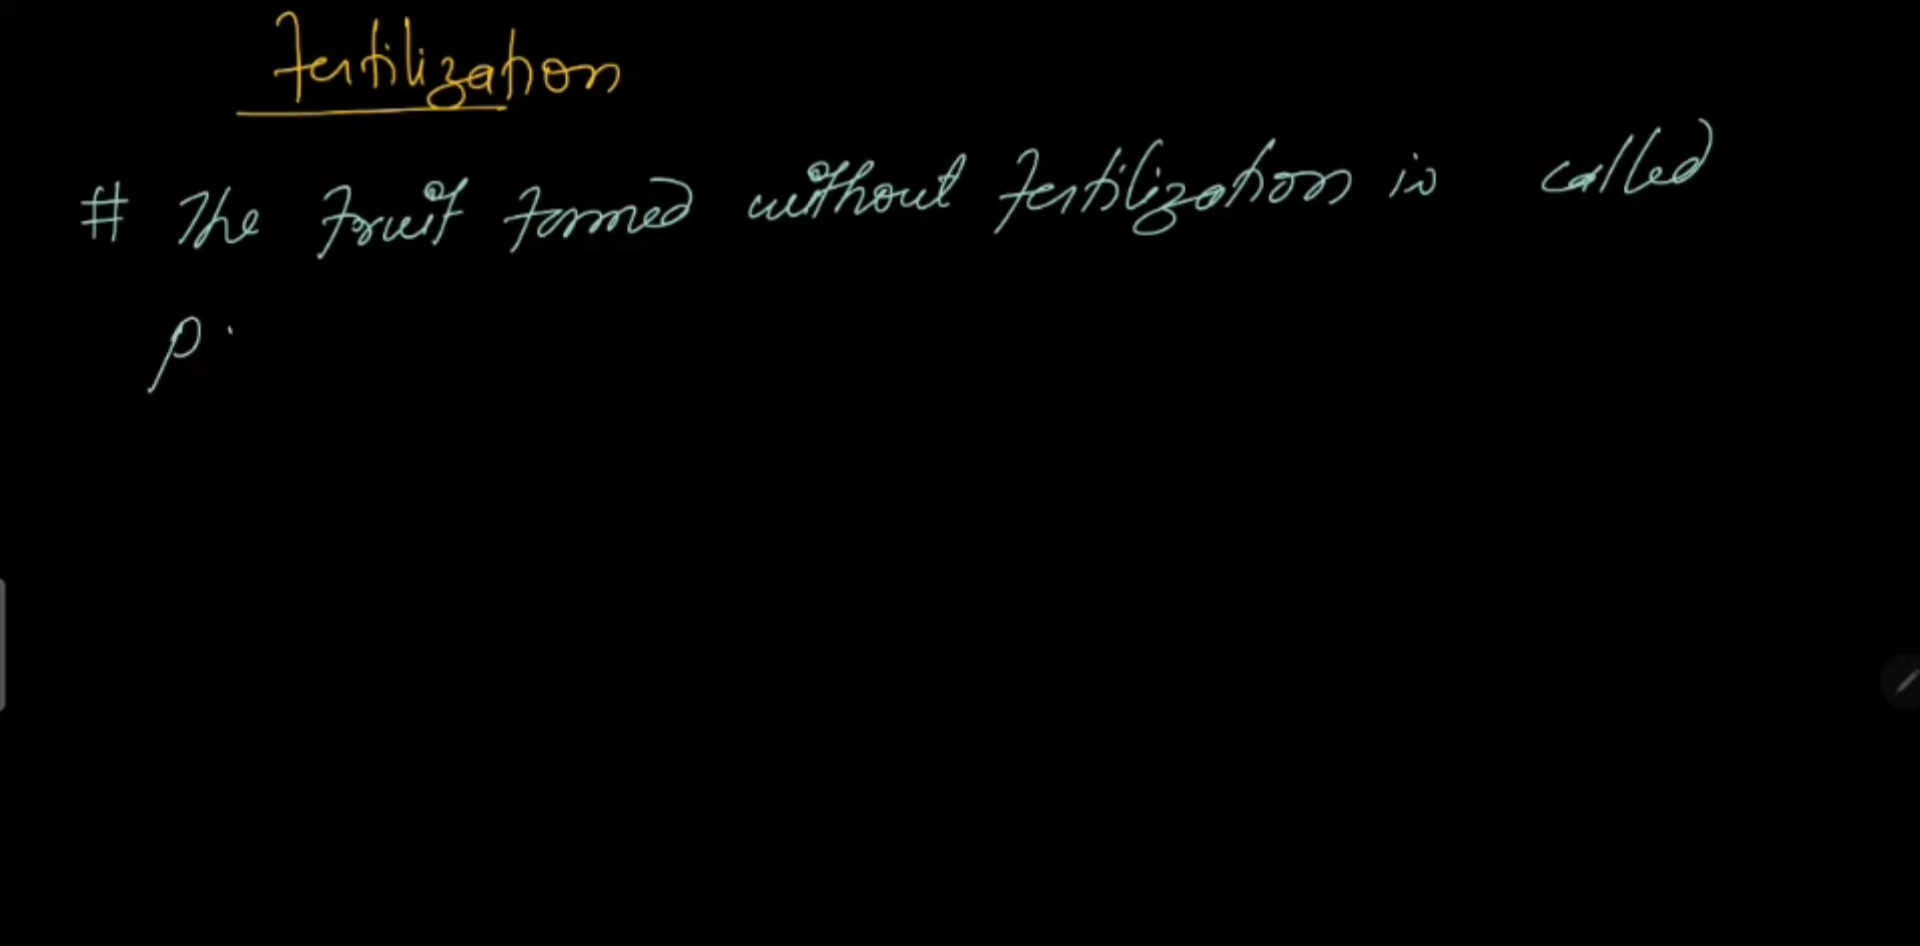 Fertilization
# The fruit formed without fertilization is called
p.